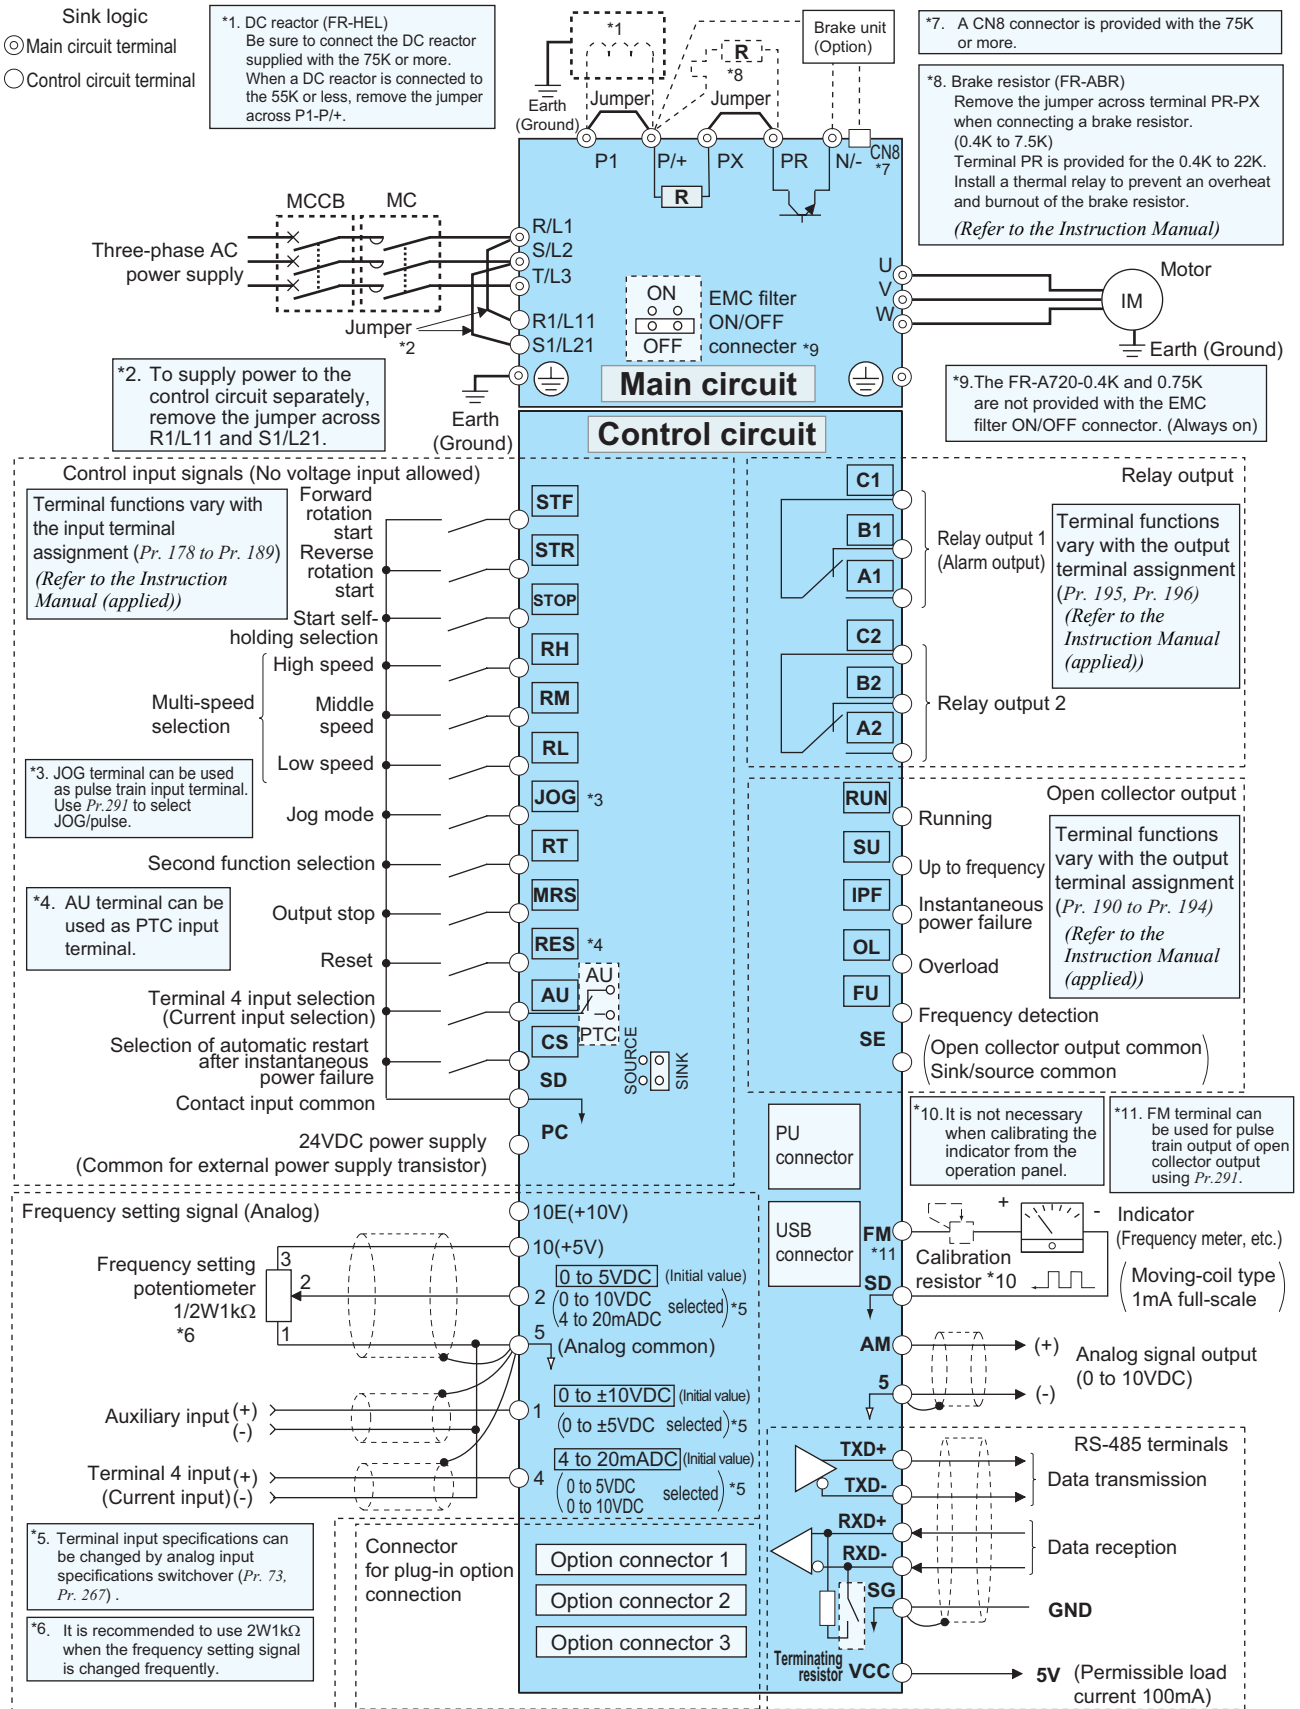 Sink logic
Main circuit terminal
Control circuit terminal
*1. DC reactor (FR-HEL)
Be sure to connect the DC reactor
supplied with the 75K or more.
When a DC reactor is connected to
the 55K or less, remove the jumper
across P1-P/+.
*1
Earth
(Ground)
Jumper
R
*8
Jumper
Brake unit
(Option)
*7. A CN8 connector is provided with the 75K
or more.
*8. Brake resistor (FR-ABR)
Remove the jumper across terminal PR-PX
when connecting a brake resistor.
(0.4K to 7.5K)
Terminal PR is provided for the 0.4K to 22K.
Install a thermal relay to prevent an overheat
and burnout of the brake resistor.
(Refer to the Instruction Manual)
P1
P/+
PX
PR
N/-
CN8
*7
R
MCCB
MC
Three-phase AC
power supply
R/L1
S/L2
T/L3
R1/L11
S1/L21
Jumper
*2
ON
OFF
EMC filter
ON/OFF
connecter *9
U
V
W
Motor
IM
Earth (Ground)
*2. To supply power to the
control circuit separately,
remove the jumper across
R1/L11 and S1/L21.
Earth
(Ground)
Main circuit
*9.The FR-A720-0.4K and 0.75K
are not provided with the EMC
filter ON/OFF connector. (Always on)
Control circuit
Control input signals (No voltage input allowed)
Terminal functions vary with
the input terminal
assignment (Pr. 178 to Pr. 189)
(Refer to the Instruction
Manual (applied))
Forward
rotation
start
STF
Reverse
rotation
start
STR
Start self-
holding selection
STOP
Multi-speed
selection
High speed
RH
Middle
speed
RM
Low speed
RL
*3. JOG terminal can be used
as pulse train input terminal.
Use Pr.291 to select
JOG/pulse.
Jog mode
JOG *3
Second function selection
RT
*4. AU terminal can be
used as PTC input
terminal.
Output stop
MRS
Reset
RES *4
Terminal 4 input selection
(Current input selection)
AU
AU
PTC
Selection of automatic restart
after instantaneous
power failure
CS
SOURCE
SINK
Contact input common
SD
24VDC power supply
(Common for external power supply transistor)
PC
Relay output
C1
B1
A1
Relay output 1
(Alarm output)
Terminal functions
vary with the output
terminal assignment
(Pr. 195, Pr. 196)
(Refer to the
Instruction Manual
(applied))
C2
B2
A2
Relay output 2
Open collector output
RUN
Running
SU
Up to frequency
IPF
Instantaneous
power failure
OL
Overload
FU
Frequency detection
SE
Open collector output common
Sink/source common
Terminal functions
vary with the output
terminal assignment
(Pr. 190 to Pr. 194)
(Refer to the
Instruction Manual
(applied))
*10. It is not necessary
when calibrating the
indicator from the
operation panel.
*11. FM terminal can
be used for pulse
train output of open
collector output
using Pr.291.
PU
connector
USB
connector
Frequency setting signal (Analog)
10E(+10V)
10(+5V)
Frequency setting
potentiometer
1/2W1kΩ
*6
3
2
1
2
0 to 5VDC (Initial value)
0 to 10VDC
4 to 20mADC
selected *5
5
(Analog common)
Auxiliary input (+)
(-)
1
0 to ±10VDC (Initial value)
(0 to ±5VDC selected) *5
Terminal 4 input (+)
(Current input) (-)
4
4 to 20mADC (Initial value)
0 to 5VDC
0 to 10VDC
selected *5
FM
*11
SD
Calibration
resistor *10
+
-
Indicator
(Frequency meter, etc.)
Moving-coil type
1mA full-scale
AM
5
(+)
(-)
Analog signal output
(0 to 10VDC)
RS-485 terminals
TXD+
TXD-
Data transmission
RXD+
RXD-
Data reception
SG
GND
Terminating
resistor
VCC
5V (Permissible load
current 100mA)
*5. Terminal input specifications can
be changed by analog input
specifications switchover (Pr. 73,
Pr. 267) .
*6. It is recommended to use 2W1kΩ
when the frequency setting signal
is changed frequently.
Connector
for plug-in option
connection
Option connector 1
Option connector 2
Option connector 3